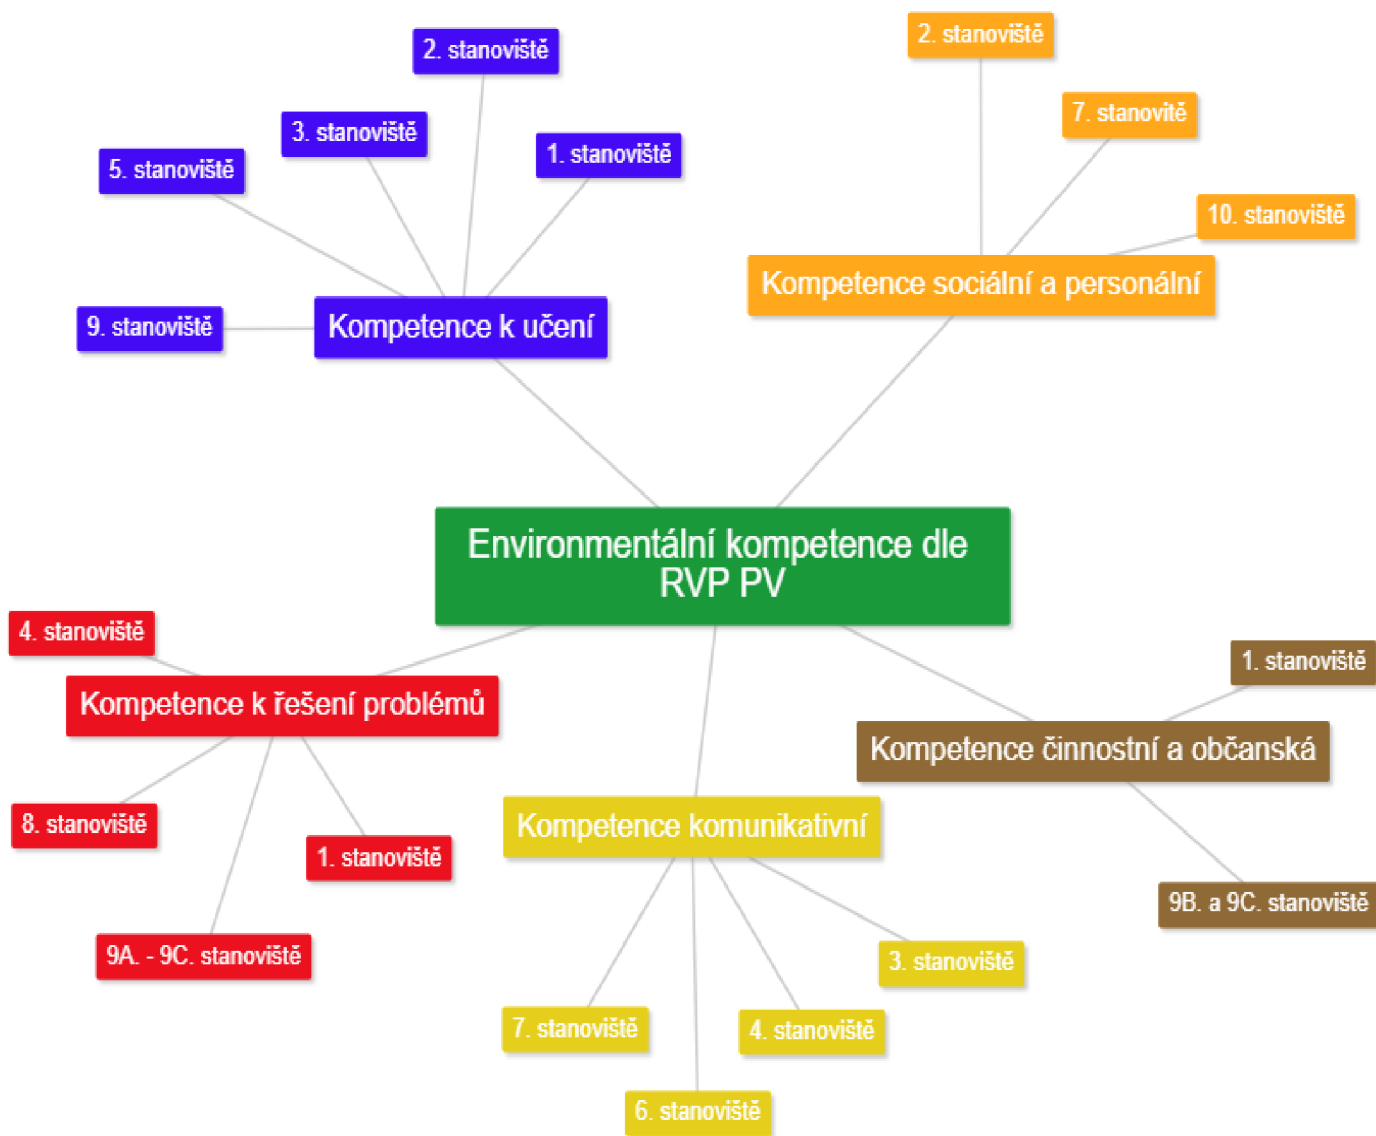 2. stanoviště
3. stanoviště
1. stanoviště
5. stanoviště
9. stanoviště
Kompetence k učení
2. stanoviště
7. stanovitě
10. stanoviště
Kompetence sociální a personální
Environmentální kompetence dle
RVP PV
4. stanoviště
Kompetence k řešení problémů
8. stanoviště
1. stanoviště
9A. - 9C. stanoviště
Kompetence komunikativní
3. stanoviště
7. stanoviště
4. stanoviště
6. stanoviště
1. stanoviště
Kompetence činnostní a občanská
9B. a 9C. stanoviště